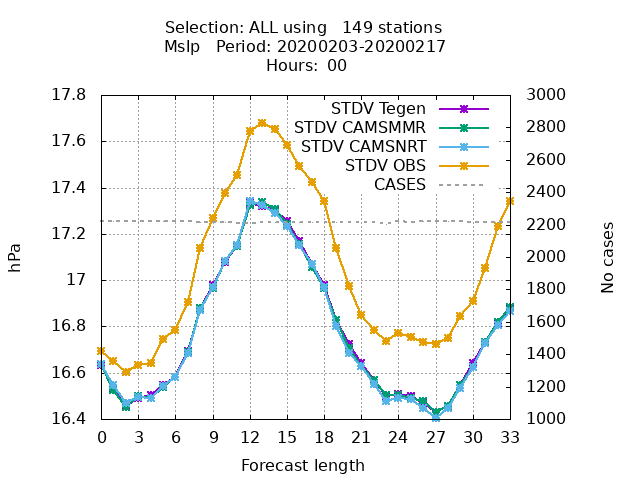 Selection: ALL using   149 stations
Mslp   Period: 20200203-20200217
Hours: 00
17.8
17.6
17.4
17.2
17
16.8
16.6
16.4
hPa
3000
2800
2600
2400
2200
2000
1800
1600
1400
1200
1000
No cases
STDV Tegen
STDV CAMSMMR
STDV CAMSNRT
STDV OBS
CASES
0 3 6 9 12 15 18 21 24 27 30 33
Forecast length